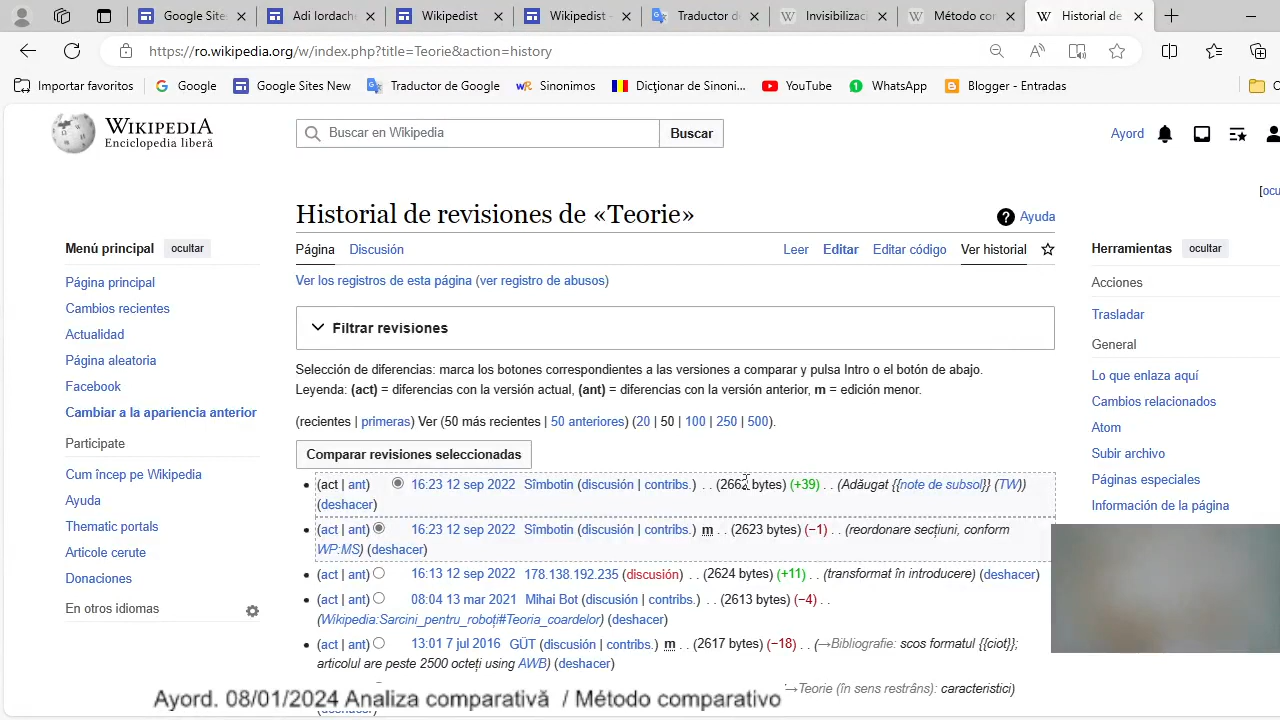 Google Site
Adi Iordache
Wikipedist
Wikipedist -
Traductor de
Invisibilizac
Método con
Historial de
https://ro.wikipedia.org/w/index.php?title=Teorie&action=history
Importar favoritos
Google
Google Sites New
Traductor de Google
Sinonimos
Dicționar de Sinoni...
YouTube
WhatsApp
Blogger - Entradas
WIKIPEDIA
Enciclopedia liberă
Buscar en Wikipedia
Buscar
Ayord
[ocu
Historial de revisiones de «Teorie»
Ayuda
Menú principal ocultar
Página Discusión
Leer Editar Editar código Ver historial
Herramientas ocultar
Ver los registros de esta página (ver registro de abusos)
Página principal
Cambios recientes
Actualidad
Página aleatoria
Facebook
Cambiar a la apariencia anterior
Participate
Cum încep pe Wikipedia
Ayuda
Thematic portals
Articole cerute
Donaciones
En otros idiomas
Filtrar revisiones
Selección de diferencias: marca los botones correspondientes a las versiones a comparar y pulsa Intro o el botón de abajo.
Leyenda: (act) = diferencias con la versión actual, (ant) = diferencias con la versión anterior, m = edición menor.
(recientes | primeras) Ver (50 más recientes | 50 anteriores) (20 | 50 | 100 | 250 | 500).
Comparar revisiones seleccionadas
(act | ant) 16:23 12 sep 2022 Sîmbotin (discusión | contribs.) . . (2662 bytes) (+39) . . (Adăugat {{note de subsol}} (TW))
(deshacer)
(act | ant) 16:23 12 sep 2022 Sîmbotin (discusión | contribs.) m . . (2623 bytes) (−1) . . (reordonare secțiuni, conform
WP:MS) (deshacer)
(act | ant) 16:13 12 sep 2022 178.138.192.235 (discusión) . . (2624 bytes) (+11) . . (transformat în introducere) (deshacer)
(act | ant) 08:04 13 mar 2021 Mihai Bot (discusión | contribs.) . . (2613 bytes) (−4) . .
(Wikipedia:Sarcini_pentru_roboți#Teoria_coardelor) (deshacer)
(act | ant) 13:01 7 jul 2016 GÜT (discusión | contribs.) m . . (2617 bytes) (−18) . . (→Bibliografie: scos formatul {{ciot}};
articolul are peste 2500 octeți using AWB) (deshacer)
→Teorie (în sens restrâns): caracteristici)
Acciones
Trasladar
General
Lo que enlaza aquí
Cambios relacionados
Atom
Subir archivo
Páginas especiales
Información de la página
Ayord. 08/01/2024 Analiza comparativă / Método comparativo